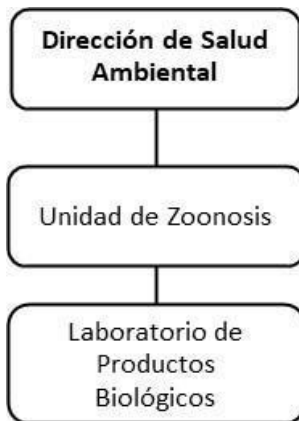 Dirección de Salud
Ambiental
Unidad de Zoonosis
Laboratorio de
Productos
Biológicos